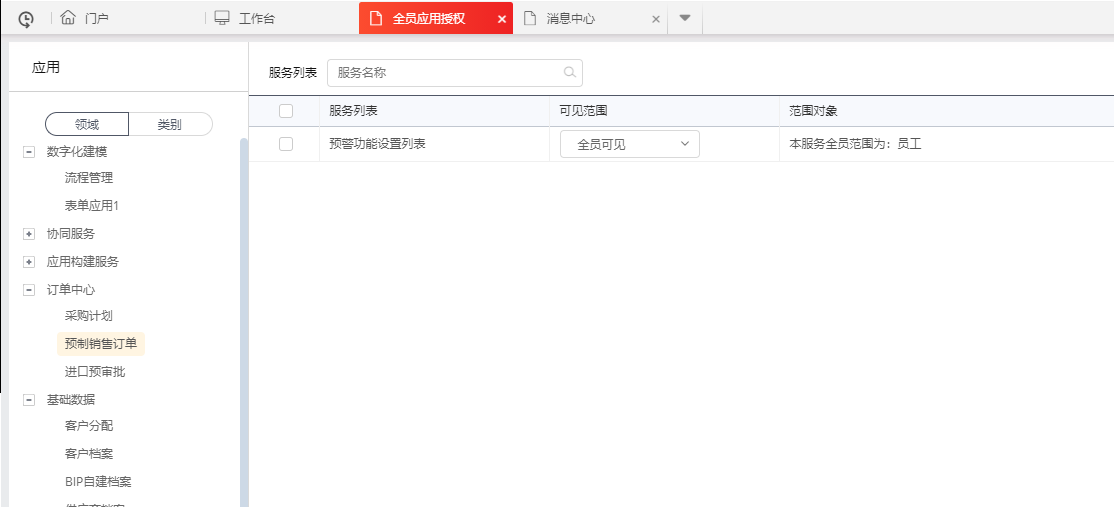 门户
工作台
全员应用授权
消息中心
应用
服务列表
服务名称
领域
类别
服务列表
可见范围
范围对象
预警功能设置列表
全员可见
本服务全员范围为：员工
数字化建模
流程管理
表单应用1
协同服务
应用构建服务
订单中心
采购计划
预制销售订单
进口预审批
基础数据
客户分配
客户档案
BIP自建档案